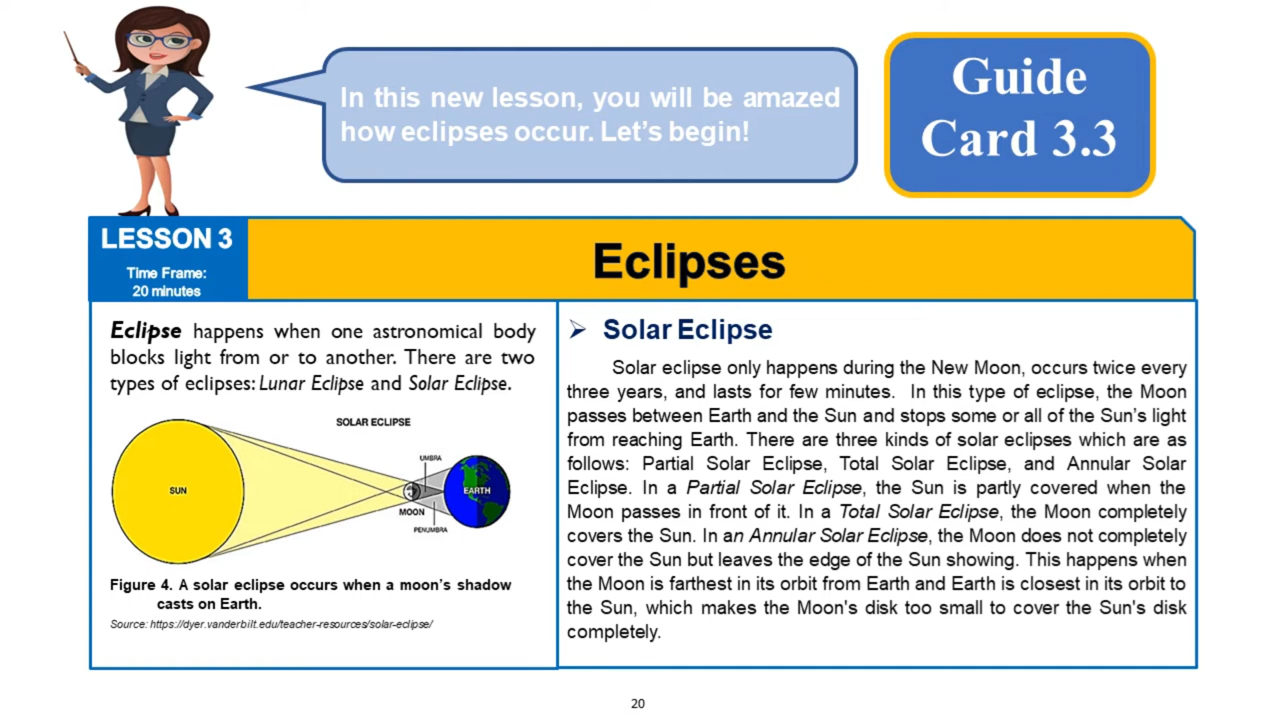 In this new lesson, you will be amazed
how eclipses occur. Let's begin!
Guide
Card 3.3
LESSON 3
Time Frame:
20 minutes
Eclipses
Eclipse happens when one astronomical body
blocks light from or to another. There are two
types of eclipses: Lunar Eclipse and Solar Eclipse.
SOLAR ECLIPSE
UMBRA
SUN
EARTH
MOON
PENUMBRA
Figure 4. A solar eclipse occurs when a moon's shadow
casts on Earth.
Source: https://dyer.vanderbilt.edu/teacher-resources/solar-eclipse/
➢ Solar Eclipse
Solar eclipse only happens during the New Moon, occurs twice every
three years, and lasts for few minutes. In this type of eclipse, the Moon
passes between Earth and the Sun and stops some or all of the Sun's light
from reaching Earth. There are three kinds of solar eclipses which are as
follows: Partial Solar Eclipse, Total Solar Eclipse, and Annular Solar
Eclipse. In a Partial Solar Eclipse, the Sun is partly covered when the
Moon passes in front of it. In a Total Solar Eclipse, the Moon completely
covers the Sun. In an Annular Solar Eclipse, the Moon does not completely
cover the Sun but leaves the edge of the Sun showing. This happens when
the Moon is farthest in its orbit from Earth and Earth is closest in its orbit to
the Sun, which makes the Moon's disk too small to cover the Sun's disk
completely.
20